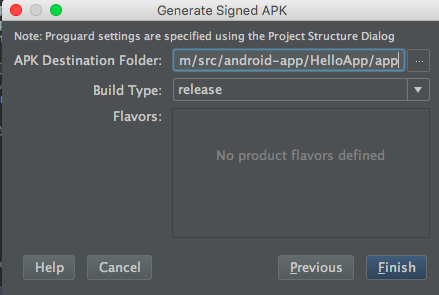 Generate Signed APK
Note: Proguard settings are specified using the Project Structure Dialog
APK Destination Folder: m/src/android-app/HelloApp/app ...
Build Type: release
Flavors:
No product flavors defined
Help Cancel Previous Finish